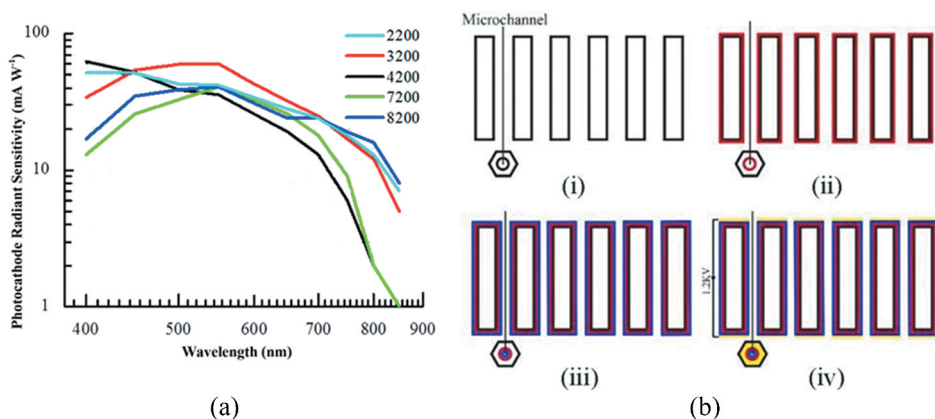 100
10
1
Photocathode Radiant Sensitivity (mA W⁻¹)
400
500
600
700
800
900
Wavelength (nm)
2200
3200
4200
7200
8200
(a)
Microchannel
(i)
(ii)
(iii)
1.2KV
(iv)
(b)